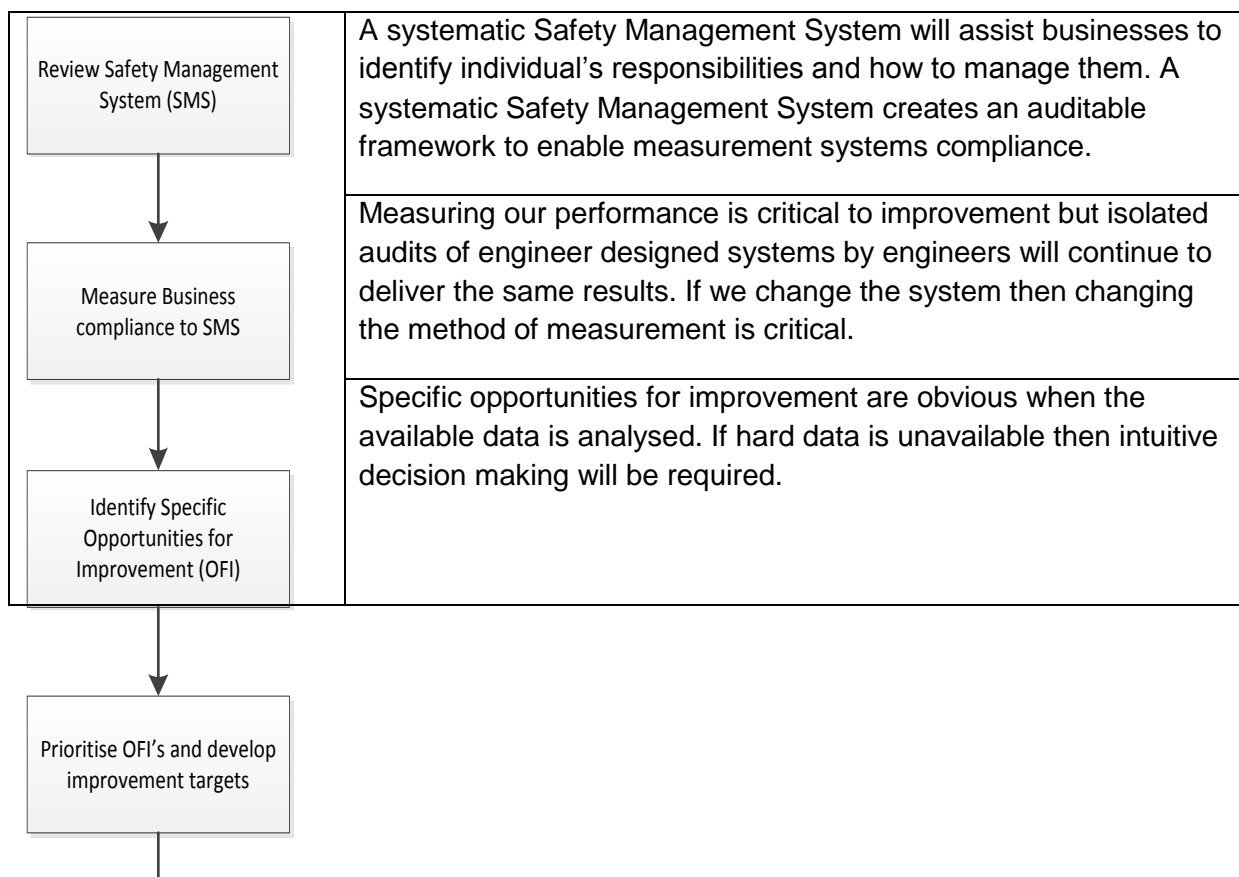 Review Safety Management
System (SMS)
A systematic Safety Management System will assist businesses to
identify individual’s responsibilities and how to manage them. A
systematic Safety Management System creates an auditable
framework to enable measurement systems compliance.
Measure Business
compliance to SMS
Measuring our performance is critical to improvement but isolated
audits of engineer designed systems by engineers will continue to
deliver the same results. If we change the system then changing
the method of measurement is critical.
Identify Specific
Opportunities for
Improvement (OFI)
Specific opportunities for improvement are obvious when the
available data is analysed. If hard data is unavailable then intuitive
decision making will be required.
Prioritise OFI’s and develop
improvement targets